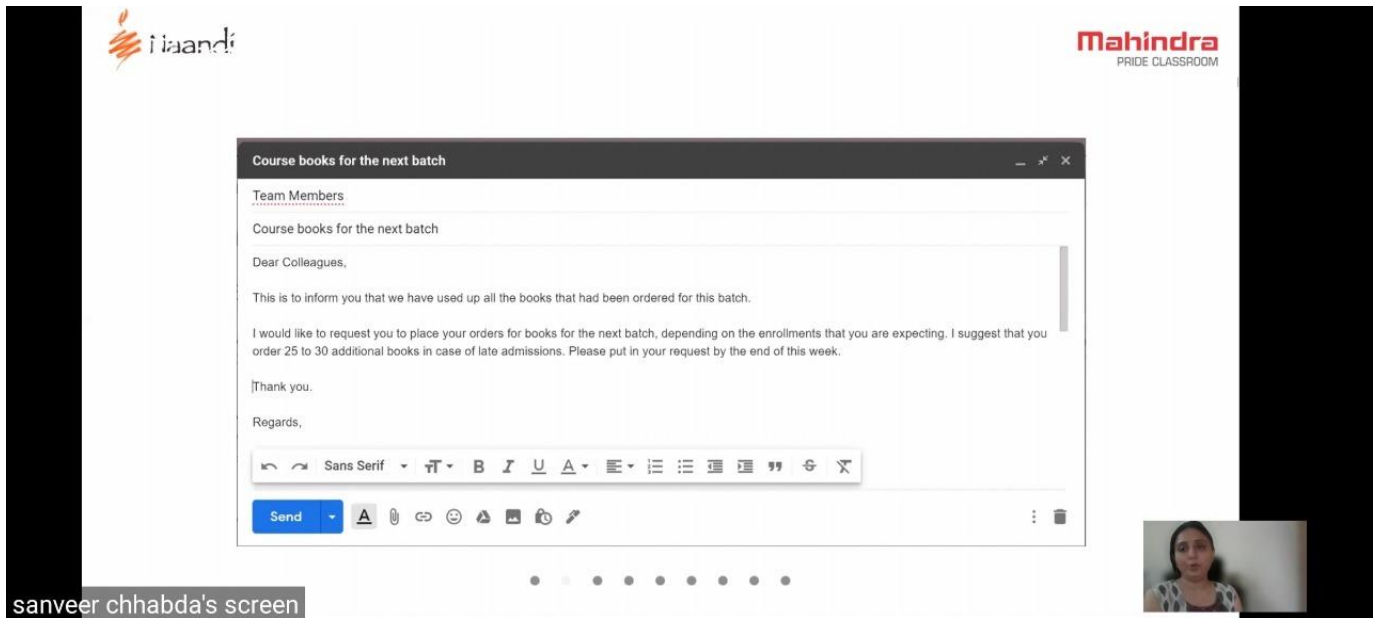 Naandi
Mahindra
PRIDE CLASSROOM
Course books for the next batch
Team Members
Course books for the next batch
Dear Colleagues,
This is to inform you that we have used up all the books that had been ordered for this batch.
I would like to request you to place your orders for books for the next batch, depending on the enrollments that you are expecting. I suggest that you
order 25 to 30 additional books in case of late admissions. Please put in your request by the end of this week.
Thank you.
Regards,
Sans Serif
Send
sanveer chhabda's screen